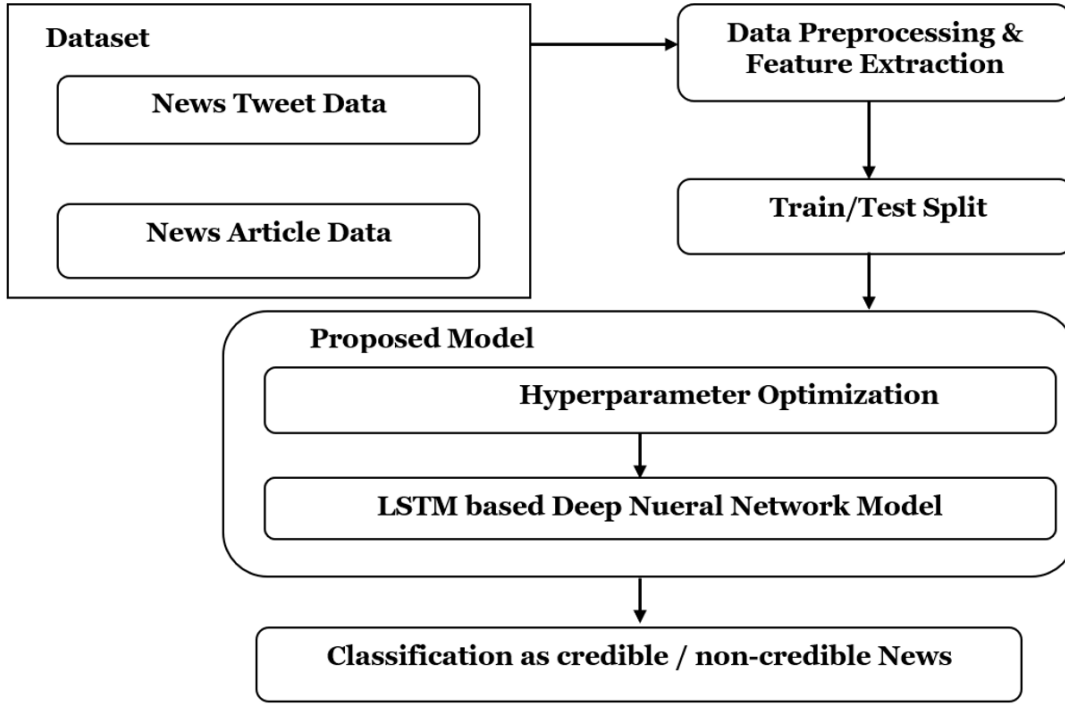 Dataset
News Tweet Data
News Article Data
Data Preprocessing &
Feature Extraction
Train/Test Split
Proposed Model
Hyperparameter Optimization
LSTM based Deep Nueral Network Model
Classification as credible / non-credible News